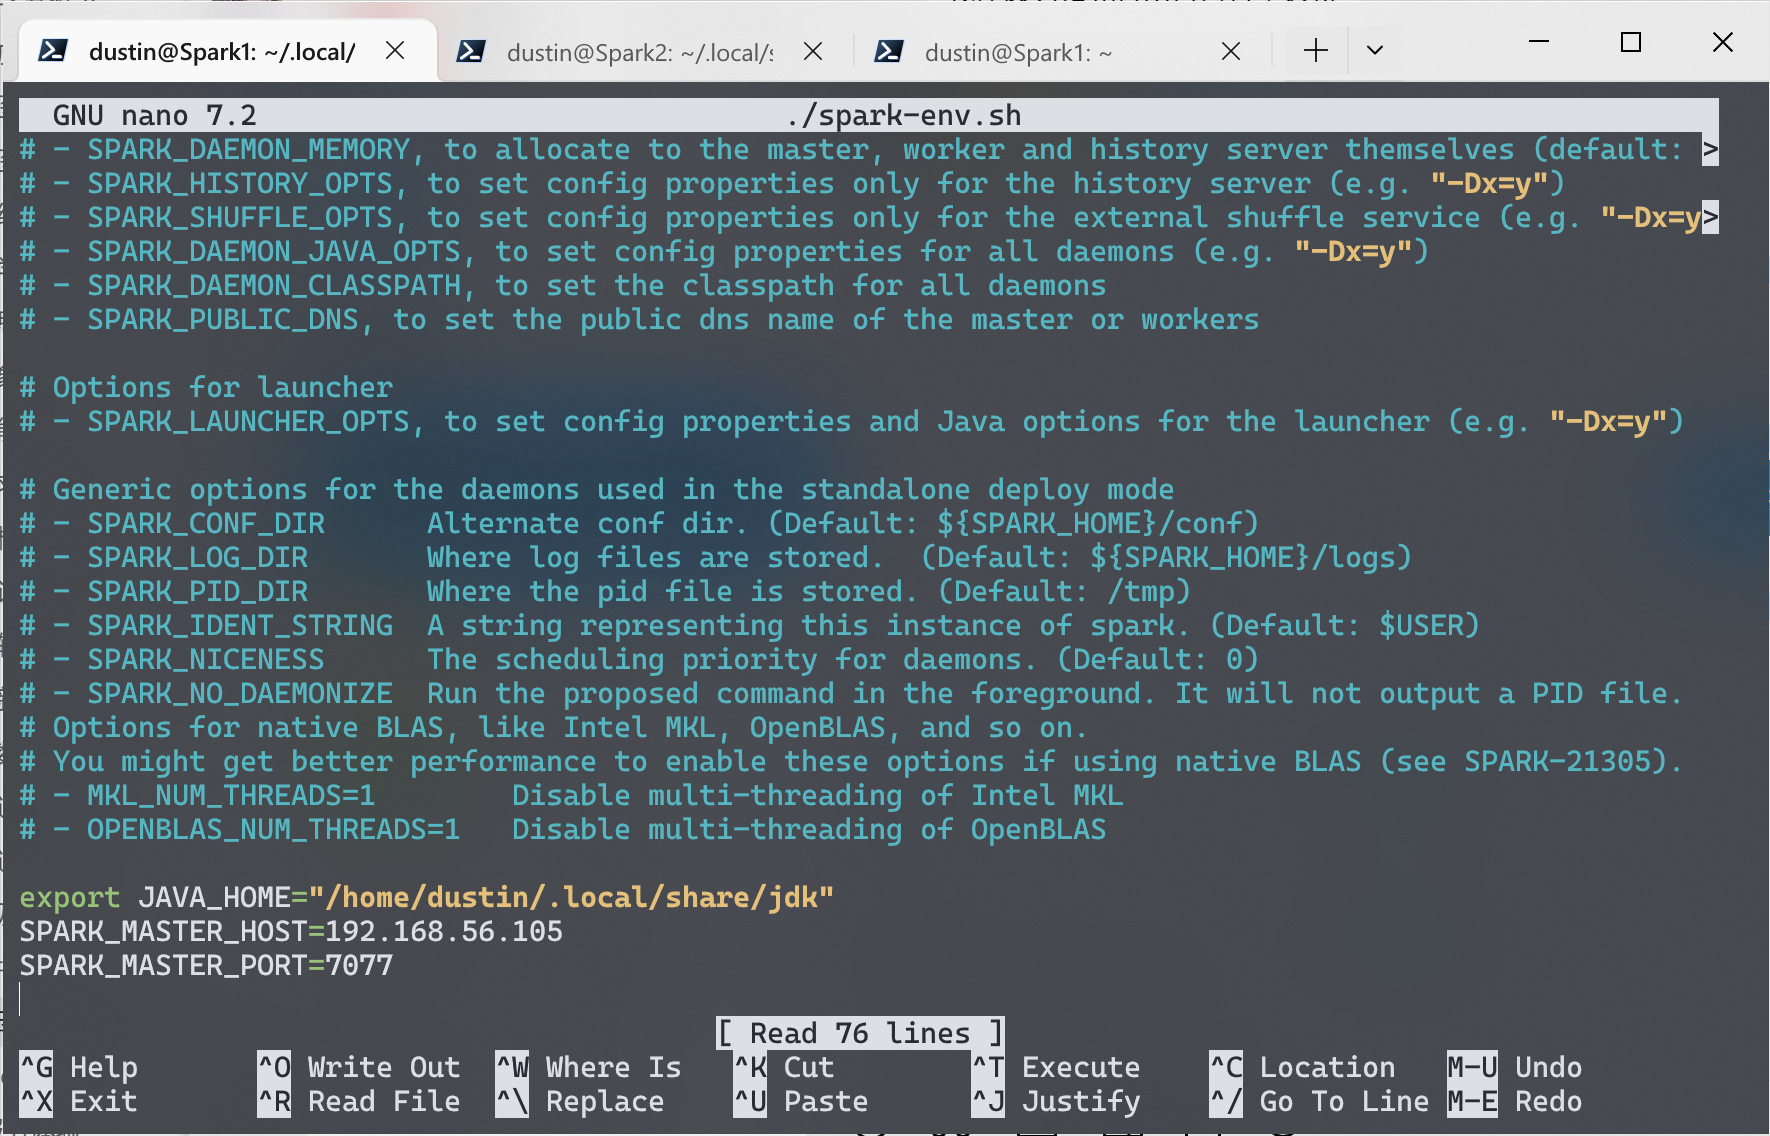 dustin@Spark1: ~/.local/
dustin@Spark2: ~/.local/s
dustin@Spark1: ~
GNU nano 7.2 ./spark-env.sh
# - SPARK_DAEMON_MEMORY, to allocate to the master, worker and history server themselves (default: >
# - SPARK_HISTORY_OPTS, to set config properties only for the history server (e.g. "-Dx=y")
# - SPARK_SHUFFLE_OPTS, to set config properties only for the external shuffle service (e.g. "-Dx=y>
# - SPARK_DAEMON_JAVA_OPTS, to set config properties for all daemons (e.g. "-Dx=y")
# - SPARK_DAEMON_CLASSPATH, to set the classpath for all daemons
# - SPARK_PUBLIC_DNS, to set the public dns name of the master or workers
# Options for launcher
# - SPARK_LAUNCHER_OPTS, to set config properties and Java options for the launcher (e.g. "-Dx=y")
# Generic options for the daemons used in the standalone deploy mode
# - SPARK_CONF_DIR      Alternate conf dir. (Default: ${SPARK_HOME}/conf)
# - SPARK_LOG_DIR       Where log files are stored.  (Default: ${SPARK_HOME}/logs)
# - SPARK_PID_DIR       Where the pid file is stored. (Default: /tmp)
# - SPARK_IDENT_STRING  A string representing this instance of spark. (Default: $USER)
# - SPARK_NICENESS      The scheduling priority for daemons. (Default: 0)
# - SPARK_NO_DAEMONIZE  Run the proposed command in the foreground. It will not output a PID file.
# Options for native BLAS, like Intel MKL, OpenBLAS, and so on.
# You might get better performance to enable these options if using native BLAS (see SPARK-21305).
# - MKL_NUM_THREADS=1        Disable multi-threading of Intel MKL
# - OPENBLAS_NUM_THREADS=1   Disable multi-threading of OpenBLAS
export JAVA_HOME="/home/dustin/.local/share/jdk"
SPARK_MASTER_HOST=192.168.56.105
SPARK_MASTER_PORT=7077
[ Read 76 lines ]
^G Help ^O Write Out ^W Where Is ^K Cut ^T Execute ^C Location M-U Undo
^X Exit ^R Read File ^\ Replace ^U Paste ^J Justify ^/ Go To Line M-E Redo